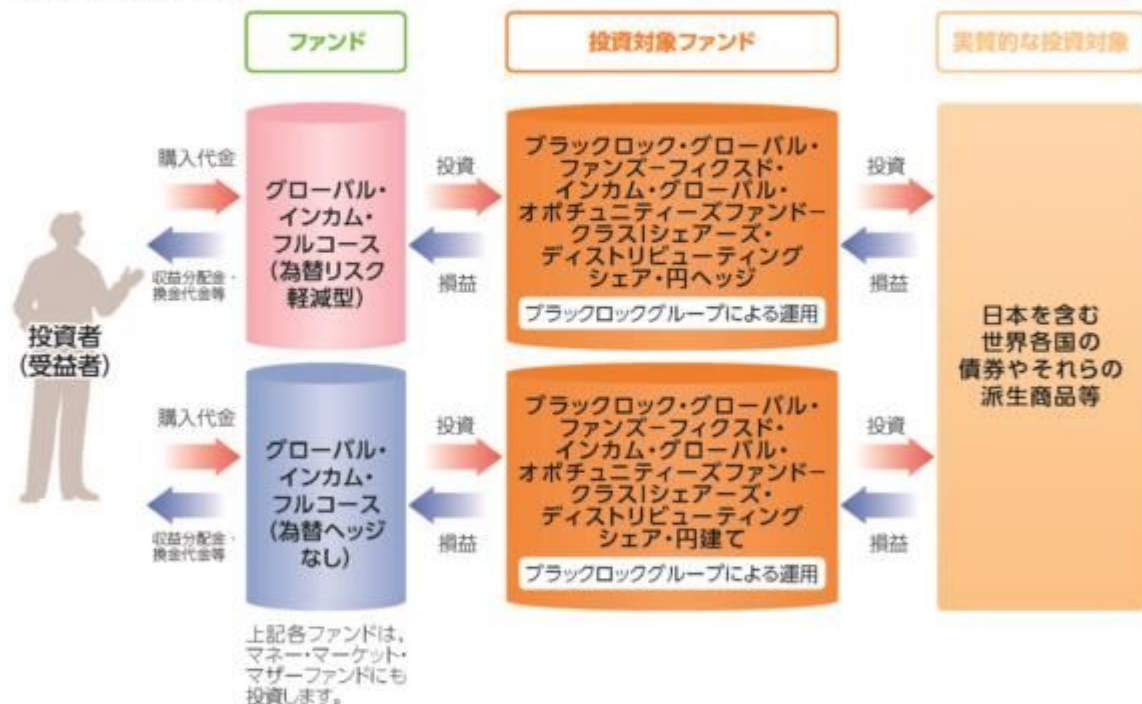 ファンド
投資対象ファンド
実質的な投資対象
投資者
(受益者)
購入代金
収益分配金・
換金代金等
グローバル・
インカム・
フルコース
(為替リスク
軽減型)
投資
損益
ブラックロック・グローバル・
ファンズ－フィクスド・
インカム・グローバル・
オポチュニティーズファンド－
クラスIシェアーズ・
ディストリビューティング
シェア・円ヘッジ
ブラックロックグループによる運用
投資
損益
日本を含む
世界各国の
債券やそれらの
派生商品等
購入代金
収益分配金・
換金代金等
グローバル・
インカム・
フルコース
(為替ヘッジ
なし)
投資
損益
ブラックロック・グローバル・
ファンズ－フィクスド・
インカム・グローバル・
オポチュニティーズファンド－
クラスIシェアーズ・
ディストリビューティング
シェア・円建て
ブラックロックグループによる運用
投資
損益
上記各ファンドは、
マネー・マーケット・
マザーファンドにも
投資します。